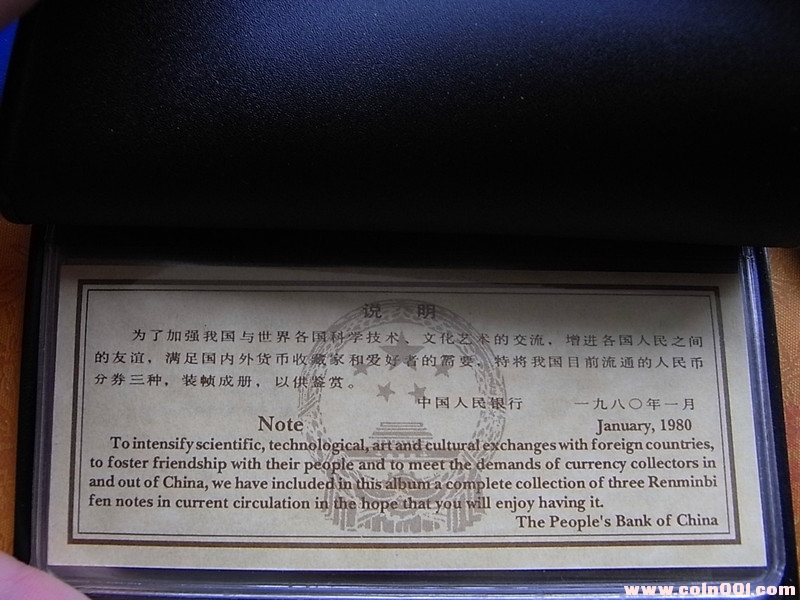 说 明
为了加强我国与世界各国科学技术、文化艺术的交流，增进各国人民之间
的友谊，满足国内外货币收藏家和爱好者的需要，特将我国目前流通的人民币
分券三种，装帧成册，以供鉴赏。
中国人民银行 一九八〇年一月
Note January, 1980
To intensify scientific, technological, art and cultural exchanges with foreign countries,
to foster friendship with their people and to meet the demands of currency collectors in
and out of China, we have included in this album a complete collection of three Renminbi
fen notes in current circulation in the hope that you will enjoy having it.
The People's Bank of China
www.coin001.com